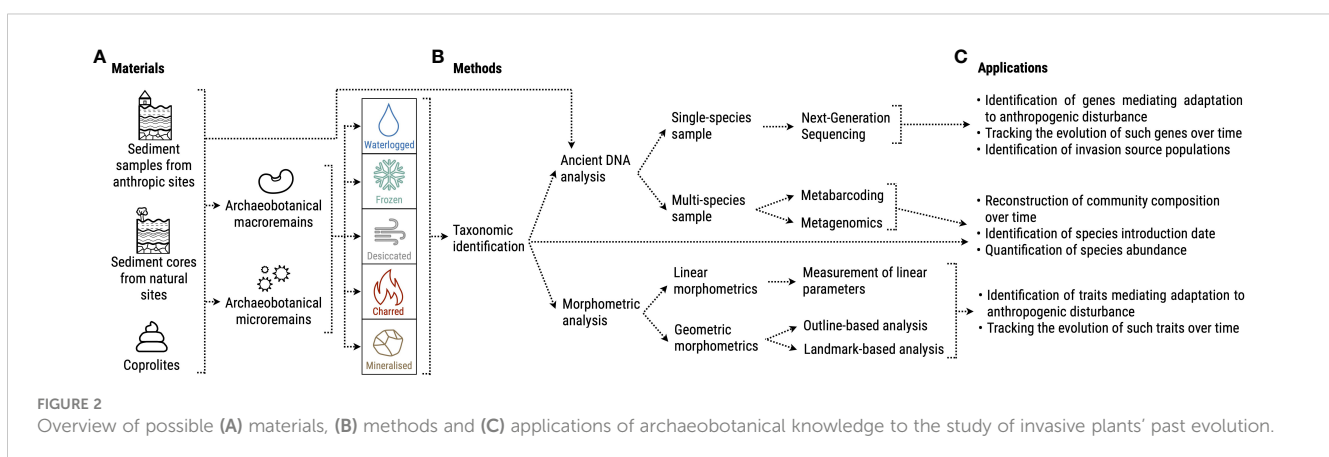 A Materials
Sediment
samples from
anthropic sites
Sediment cores
from natural
sites
Coprolites
Archaeobotanical
macroremains
Archaeobotanical
microremains
Waterlogged
Frozen
Desiccated
Charred
Mineralised
B Methods
Taxonomic
identification
Ancient DNA
analysis
Single-species
sample
Next-Generation
Sequencing
Multi-species
sample
Metabarcoding
Metagenomics
Morphometric
analysis
Linear
morphometrics
Measurement of linear
parameters
Geometric
morphometrics
Outline-based analysis
Landmark-based analysis
C Applications
• Identification of genes mediating adaptation
to anthropogenic disturbance
• Tracking the evolution of such genes over time
• Identification of invasion source populations
• Reconstruction of community composition
over time
• Identification of species introduction date
• Quantification of species abundance
• Identification of traits mediating adaptation to
anthropogenic disturbance
• Tracking the evolution of such traits over time
FIGURE 2
Overview of possible (A) materials, (B) methods and (C) applications of archaeobotanical knowledge to the study of invasive plants’ past evolution.